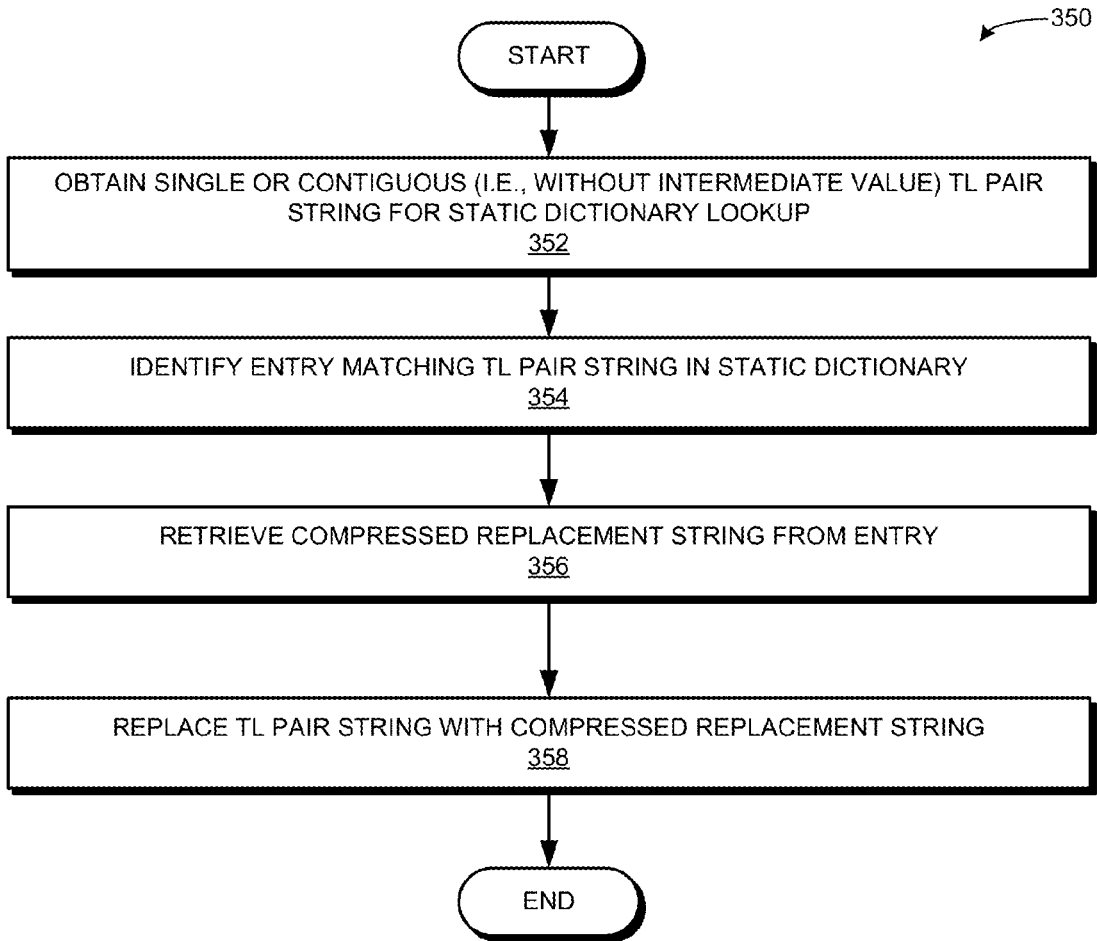 350
START
OBTAIN SINGLE OR CONTIGUOUS (I.E., WITHOUT INTERMEDIATE VALUE) TL PAIR
STRING FOR STATIC DICTIONARY LOOKUP
352
IDENTIFY ENTRY MATCHING TL PAIR STRING IN STATIC DICTIONARY
354
RETRIEVE COMPRESSED REPLACEMENT STRING FROM ENTRY
356
REPLACE TL PAIR STRING WITH COMPRESSED REPLACEMENT STRING
358
END